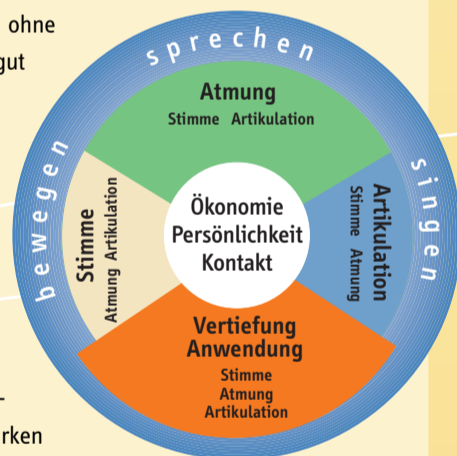 ohne
gut
sprechen
Atmung
Stimme Artikulation
bewegen
Stimme
Atmung Artikulation
Ökonomie
Persönlichkeit
Kontakt
Artikulation
Stimme Atmung
singen
Vertiefung
Anwendung
Stimme
Atmung
Artikulation
-
rken